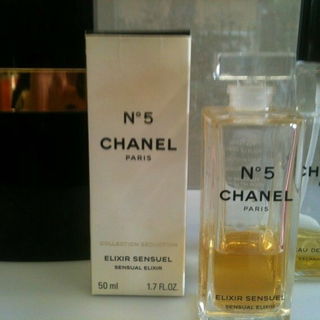 N°5
CHANEL
PARIS
COLLECTION SÉDUCTION
ELIXIR SENSUEL
SENSUAL ELIXIR
50 ml 1.7 FL.OZ.
N°5
CHANEL
PARIS
ELIXIR SENSUEL
SENSUAL ELIXIR